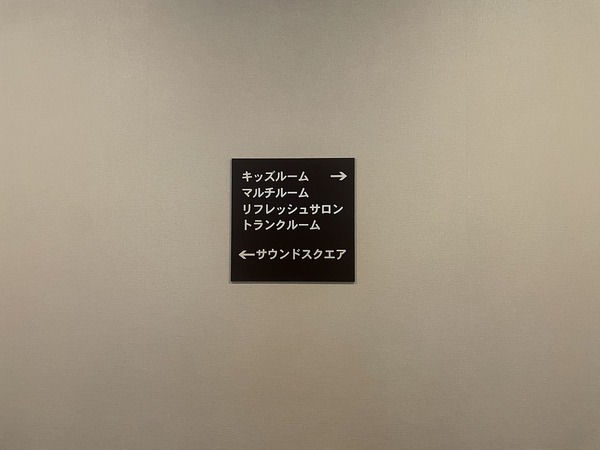 キッズルーム →
マルチルーム
リフレッシュサロン
トランクルーム
←サウンドスクエア